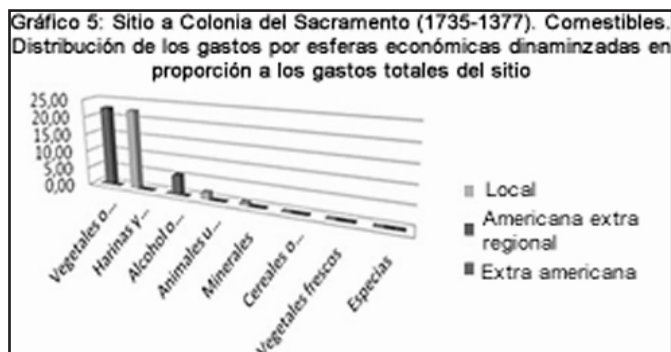 Gráfico 5: Sitio a Colonia del Sacramento (1735-1377). Comestibles.
Distribución de los gastos por esferas económicas dinaminzadas en
proporción a los gastos totales del sitio
25,00
20,00
15,00
10,00
5,00
0,00
Vegetales o...
Harinas y...
Alcohol o...
Animales u...
Minerales
Cereales o...
Vegetales frescos
Especias
Local
Americana extra
regional
Extra americana